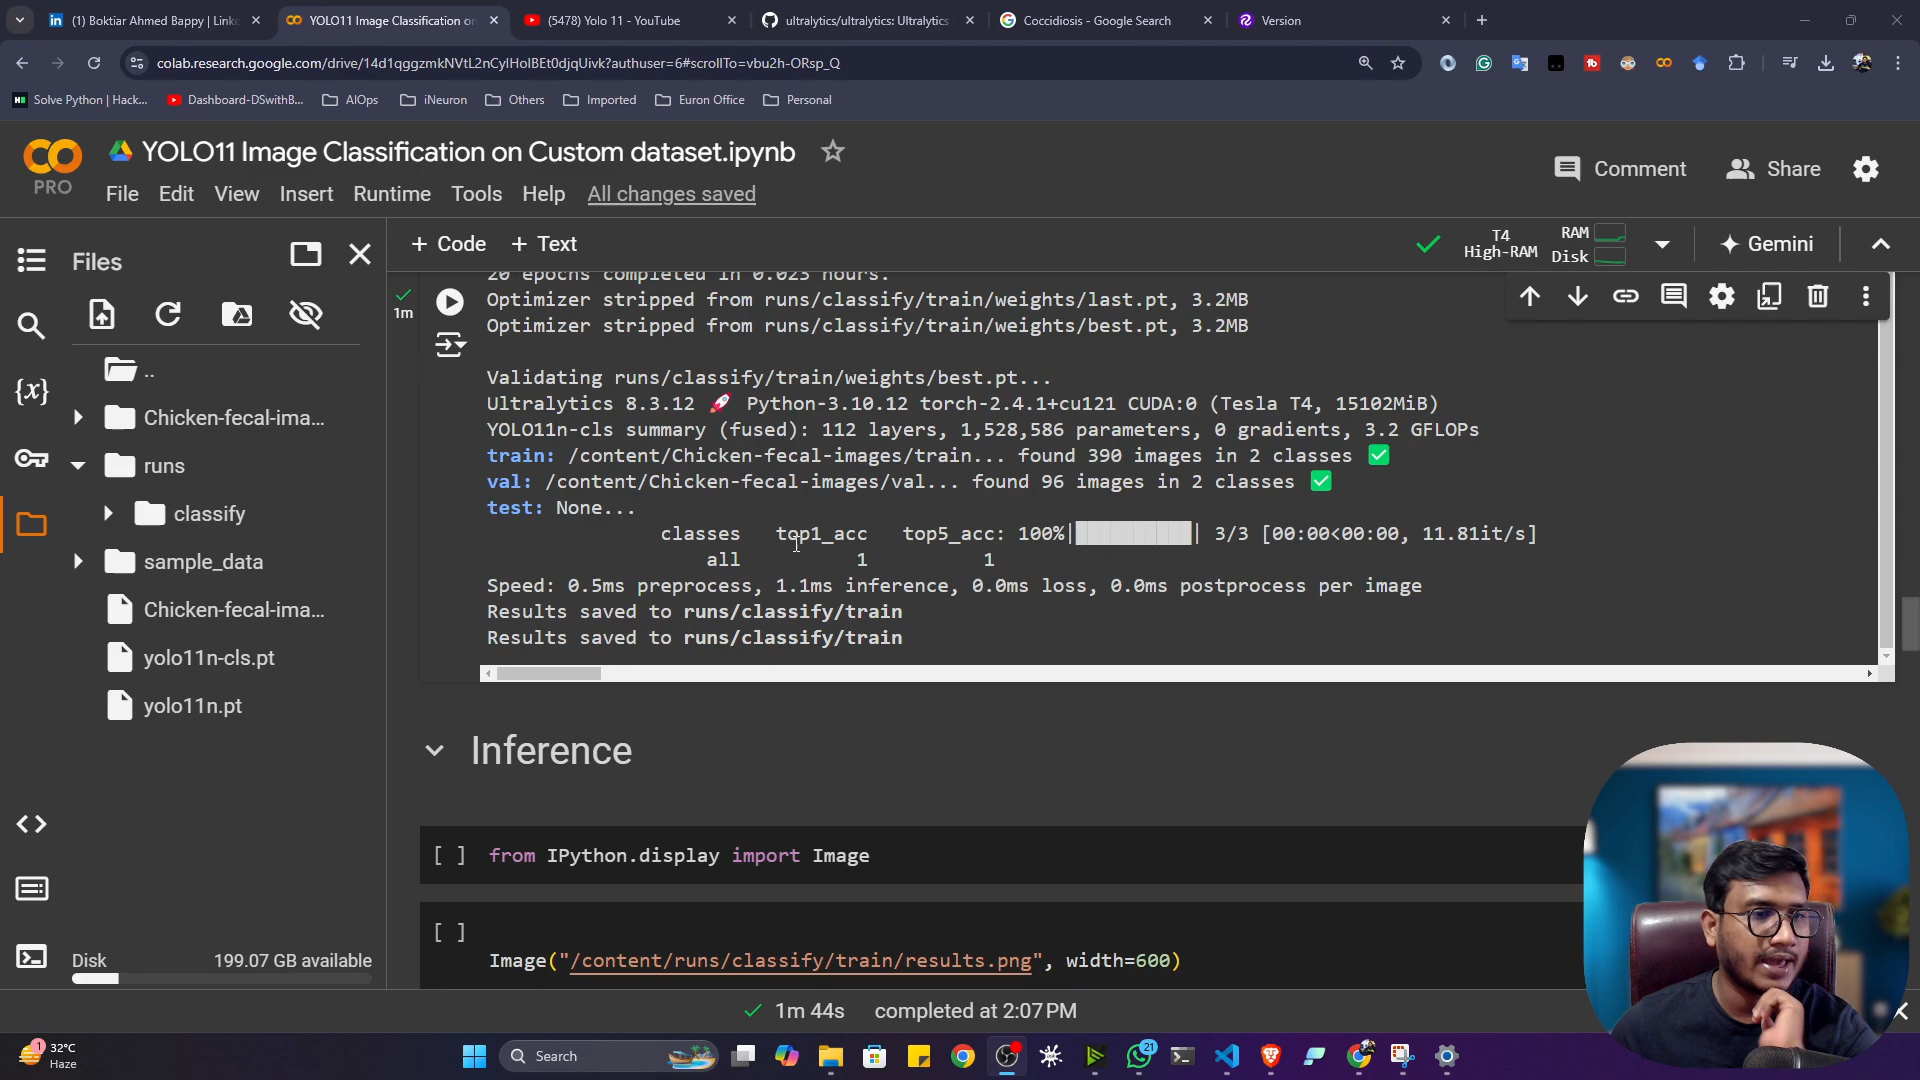 (1) Boktiar Ahmed Bappy | Linke
YOLO11 Image Classification on
(5478) Yolo 11 - YouTube
ultralytics/ultralytics: Ultralytics
Coccidiosis - Google Search
Version
colab.research.google.com/drive/14d1qggzmkNVtL2nCyIHoIBEt0djqUivk?authuser=6#scrollTo=vbu2h-ORsp_Q
Solve Python | Hack...
Dashboard-DSwithB...
AIOps
iNeuron
Others
Imported
Euron Office
Personal
YOLO11 Image Classification on Custom dataset.ipynb
PRO
File Edit View Insert Runtime Tools Help All changes saved
Comment
Share
Files
+ Code + Text
T4
High-RAM
RAM
Disk
Gemini
..
Chicken-fecal-ima...
runs
classify
sample_data
Chicken-fecal-ima...
yolo11n-cls.pt
yolo11n.pt
Disk 199.07 GB available
1m
20 epochs completed in 0.023 hours.
Optimizer stripped from runs/classify/train/weights/last.pt, 3.2MB
Optimizer stripped from runs/classify/train/weights/best.pt, 3.2MB
Validating runs/classify/train/weights/best.pt...
Ultralytics 8.3.12 🚀 Python-3.10.12 torch-2.4.1+cu121 CUDA:0 (Tesla T4, 15102MiB)
YOLO11n-cls summary (fused): 112 layers, 1,528,586 parameters, 0 gradients, 3.2 GFLOPs
train: /content/Chicken-fecal-images/train... found 390 images in 2 classes ✅
val: /content/Chicken-fecal-images/val... found 96 images in 2 classes ✅
test: None...
classes top1_acc top5_acc: 100%|██████████| 3/3 [00:00<00:00, 11.81it/s]
all 1 1
Speed: 0.5ms preprocess, 1.1ms inference, 0.0ms loss, 0.0ms postprocess per image
Results saved to runs/classify/train
Results saved to runs/classify/train
Inference
[ ] from IPython.display import Image
[ ]
Image("/content/runs/classify/train/results.png", width=600)
1m 44s completed at 2:07 PM
1
32°C
Haze
Search
21